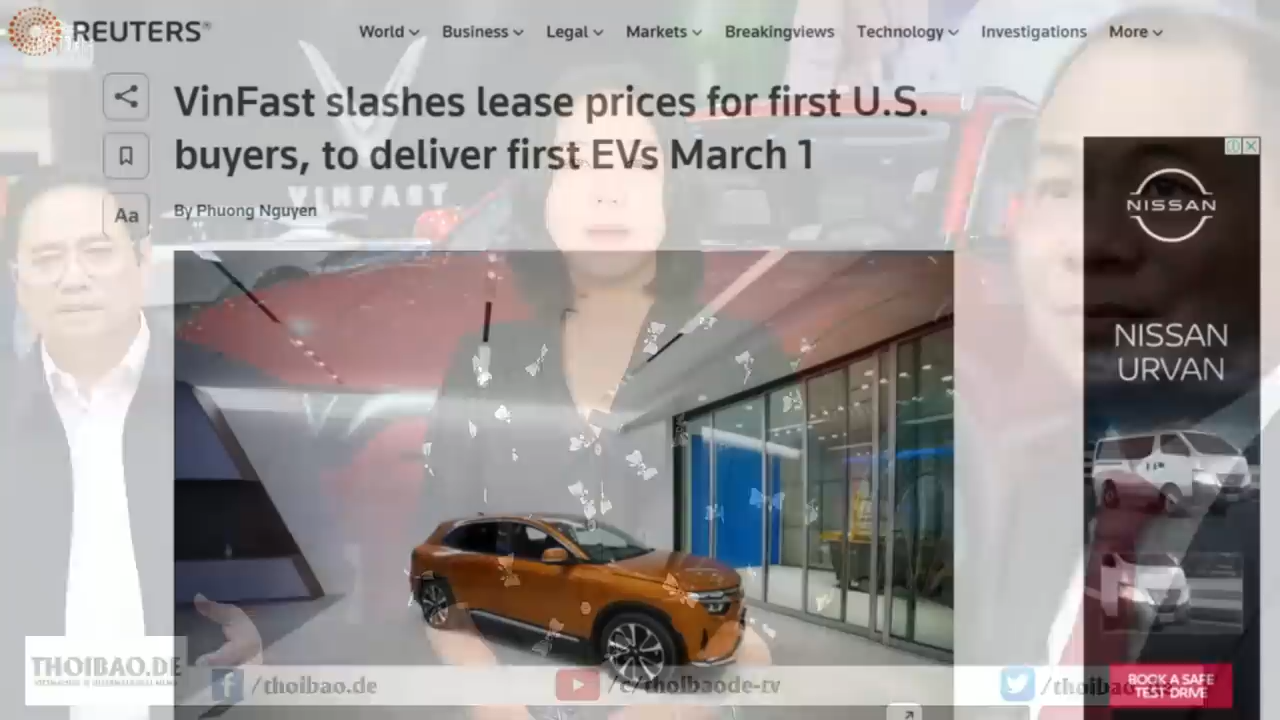 REUTERS
World Business Legal Markets Breakingviews Technology Investigations More
VinFast slashes lease prices for first U.S.
buyers, to deliver first EVs March 1
Aa
By Phuong Nguyen
VINFAST
NISSAN
NISSAN
URVAN
BOOK A SAFE
TEST DRIVE
THOIBAO.DE
/thoibao.de
/c/thoibaode-tv